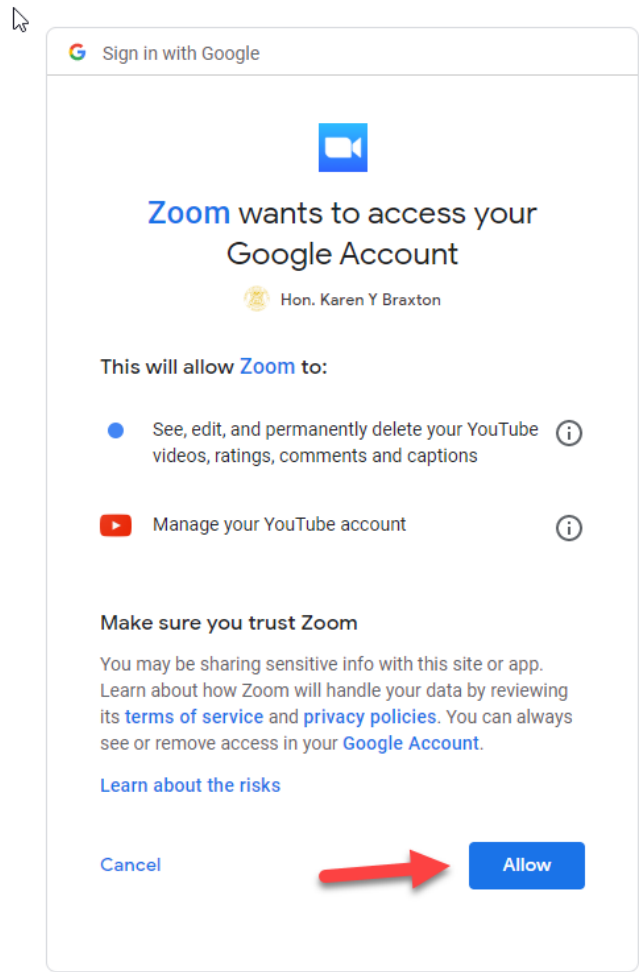 Sign in with Google
Zoom wants to access your
Google Account
Hon. Karen Y Braxton
This will allow Zoom to:
See, edit, and permanently delete your YouTube
videos, ratings, comments and captions
Manage your YouTube account
Make sure you trust Zoom
You may be sharing sensitive info with this site or app.
Learn about how Zoom will handle your data by reviewing
its terms of service and privacy policies. You can always
see or remove access in your Google Account.
Learn about the risks
Cancel
Allow